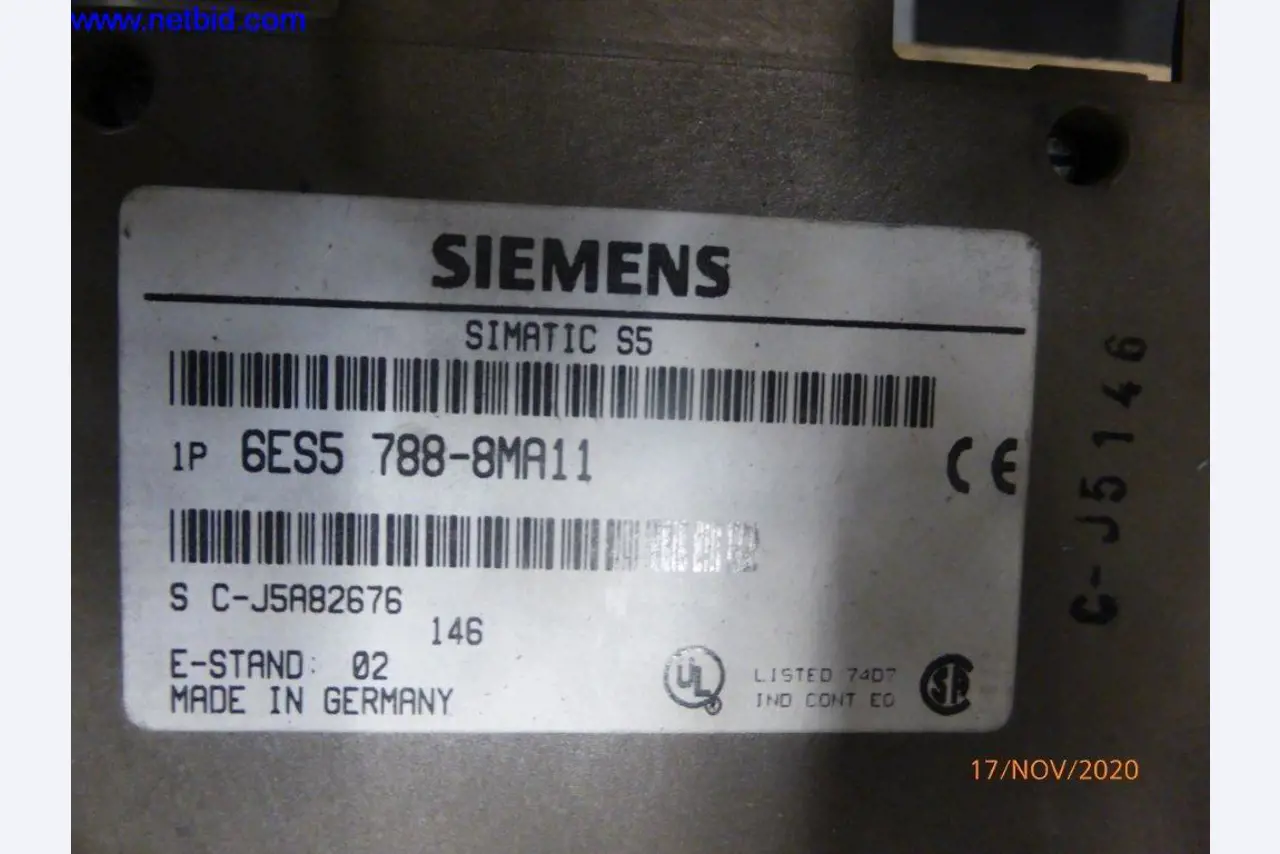 www.netbid.com
SIEMENS
SIMATIC S5
1P 6ES5 788-8MA11
CE
S C-J5A82676
146
E-STAND: 02
MADE IN GERMANY
UL
LISTED 74D7
IND CONT EQ
SA
C-J5146
17/NOV/2020